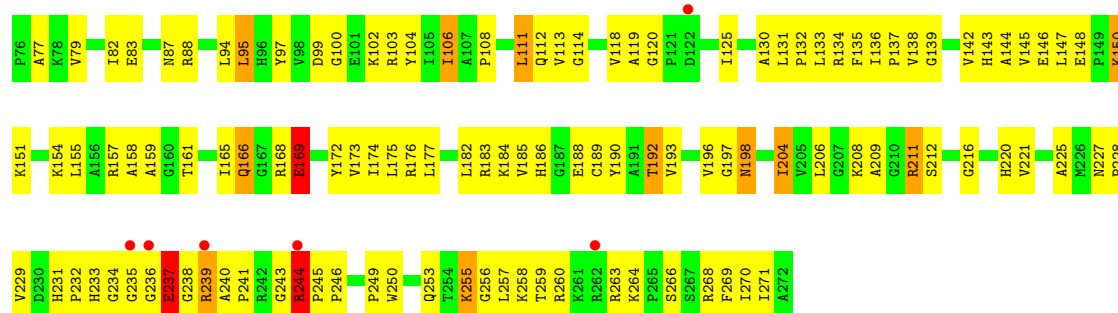 P76 A77 K78 V79 I82 E83 N87 R88 L94 L95 H96 Y97 V98 D99 G100 E101 K102 R103 Y104 I105 I106 A107 P108 L111 Q112 V113 G114 V118 A119 G120 P121 D122 I125 A130 L131 P132 L133 R134 F135 I136 P137 V138 G139 V142 H143 A144 V145 E146 L147 E148 P149 K150
K151 K154 L155 A156 R157 A158 A159 G160 T161 I165 Q166 G167 R168 E169 Y172 V173 I174 L175 R176 L177 L182 R183 K184 V185 H186 G187 E188 C189 Y190 A191 T192 V193 V196 G197 N198 I204 V205 L206 G207 K208 A209 G210 R211 S212 G216 H220 V221 A225 M226 N227 P228
V229 D230 H231 P232 H233 G234 G235 G236 E237 G238 R239 A240 P241 R242 G243 R244 P245 P246 P249 W250 Q253 T254 K255 G256 L257 K258 T259 R260 K261 R262 R263 K264 P265 S266 S267 R268 F269 I270 I271 A272